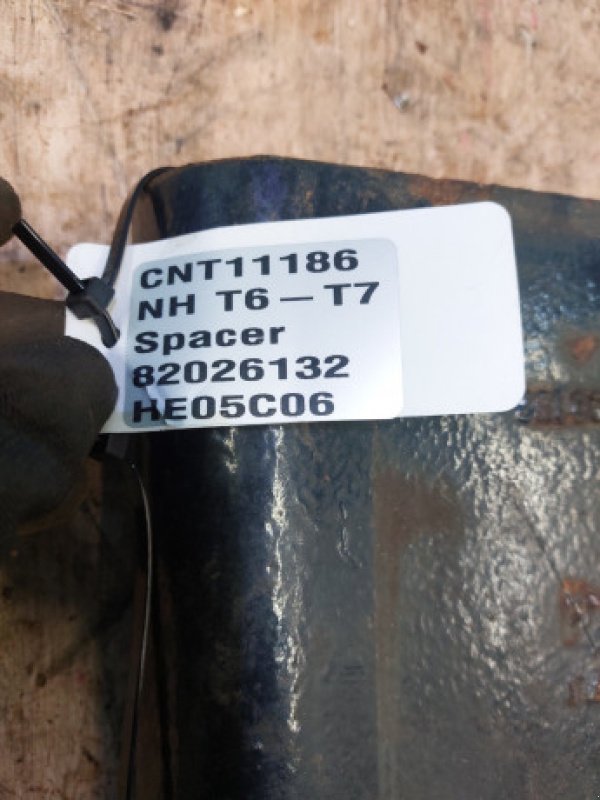 CNT11186
NH T6-T7
Spacer
82026132
HE05C06